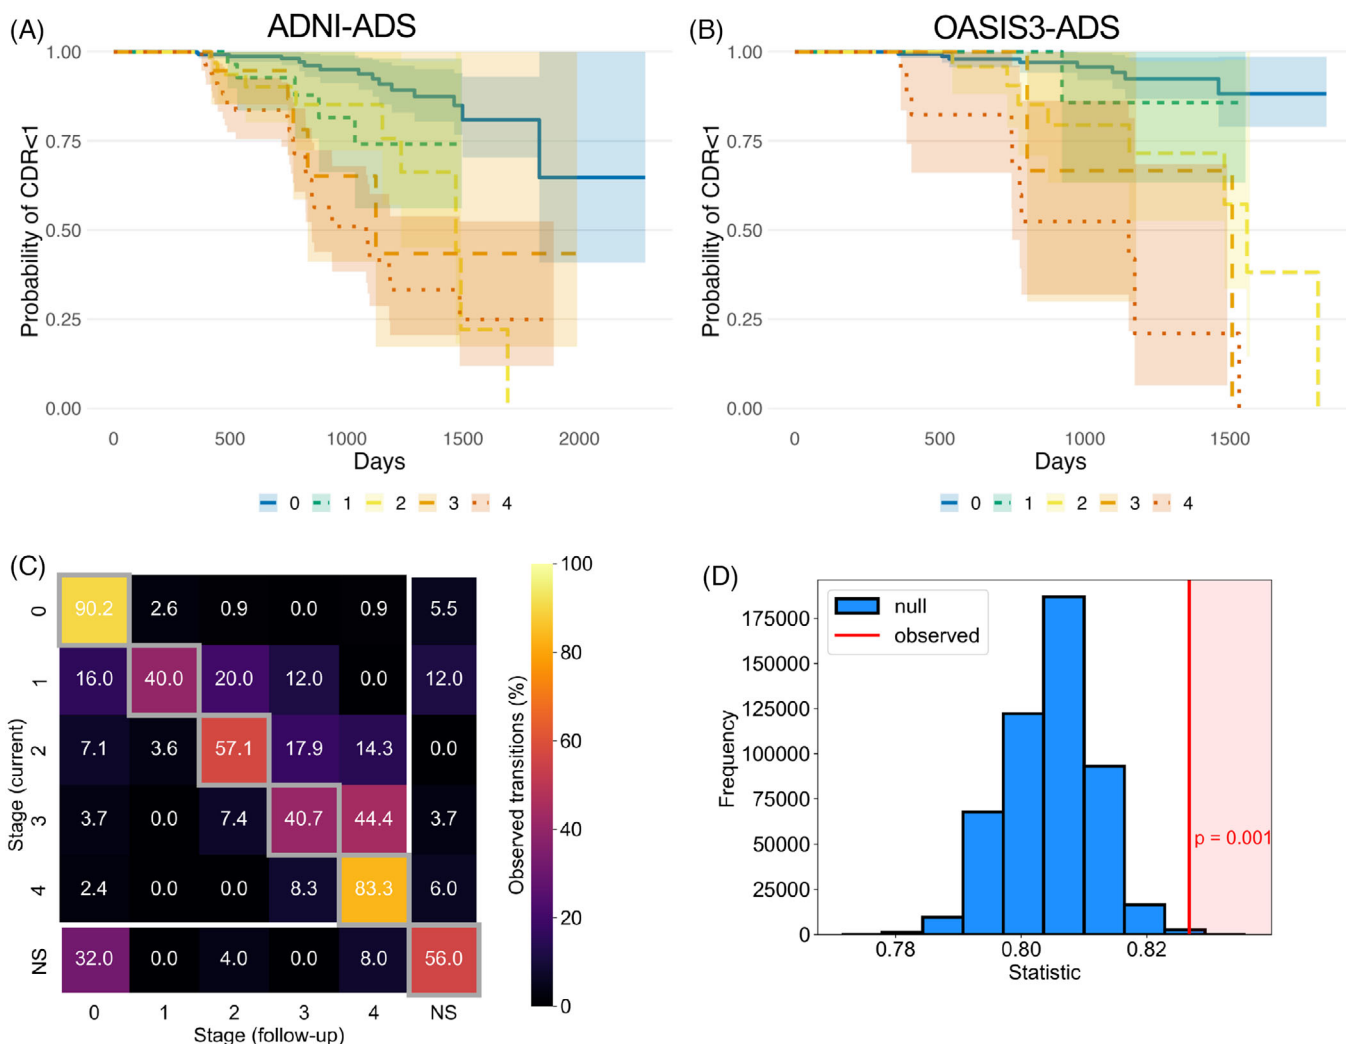 (A) ADNI-ADS
Probability of CDR<1
1.00
0.75
0.50
0.25
0.00
0 500 1000 1500 2000
Days
0 1 2 3 4
(B) OASIS3-ADS
Probability of CDR<1
1.00
0.75
0.50
0.25
0.00
0 500 1000 1500
Days
0 1 2 3 4
(C)
Stage (current)
0 90.2 2.6 0.9 0.0 0.9 5.5
1 16.0 40.0 20.0 12.0 0.0 12.0
2 7.1 3.6 57.1 17.9 14.3 0.0
3 3.7 0.0 7.4 40.7 44.4 3.7
4 2.4 0.0 0.0 8.3 83.3 6.0
NS 32.0 0.0 4.0 0.0 8.0 56.0
0 1 2 3 4 NS
Stage (follow-up)
Observed transitions (%)
100
80
60
40
20
0
(D)
null
observed
p = 0.001
Frequency
175000
150000
125000
100000
75000
50000
25000
0
0.78 0.80 0.82
Statistic